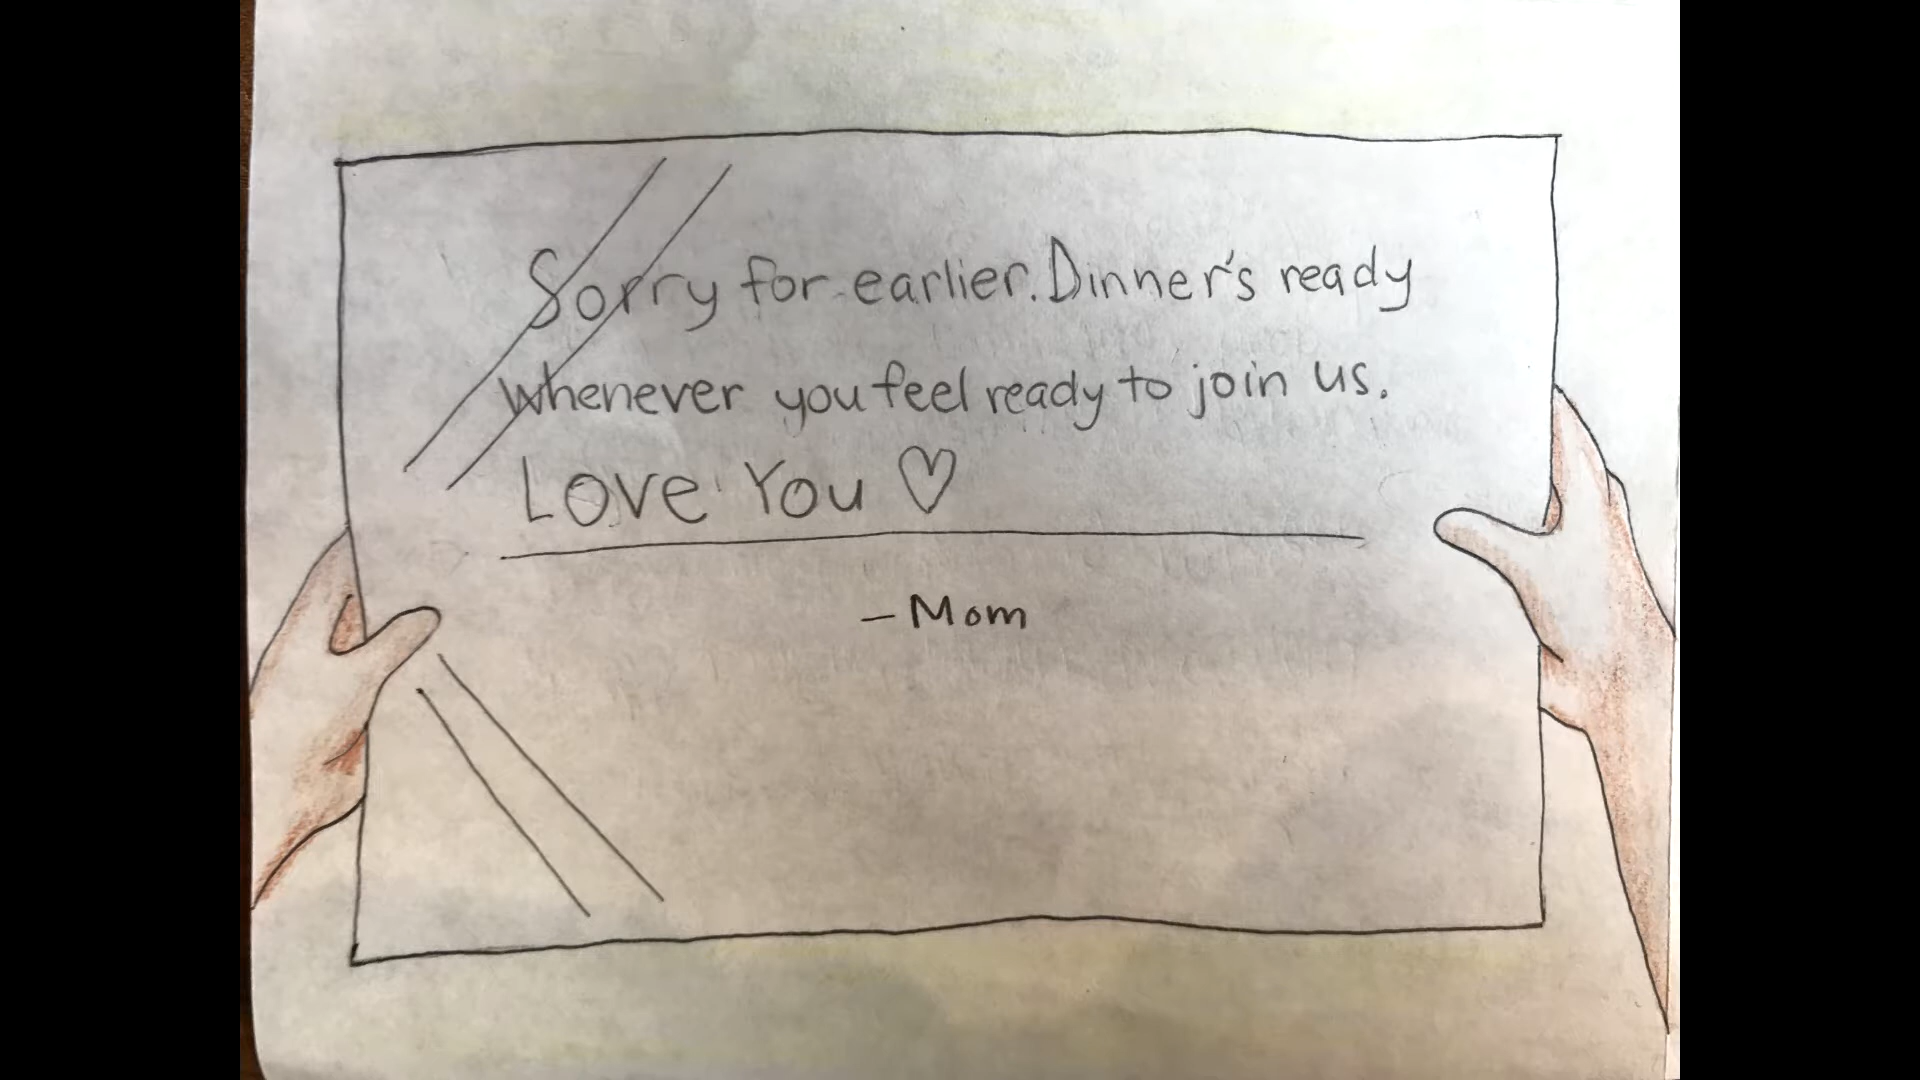 Sorry for earlier. Dinner's ready
whenever you feel ready to join us.
Love You ♡
- Mom